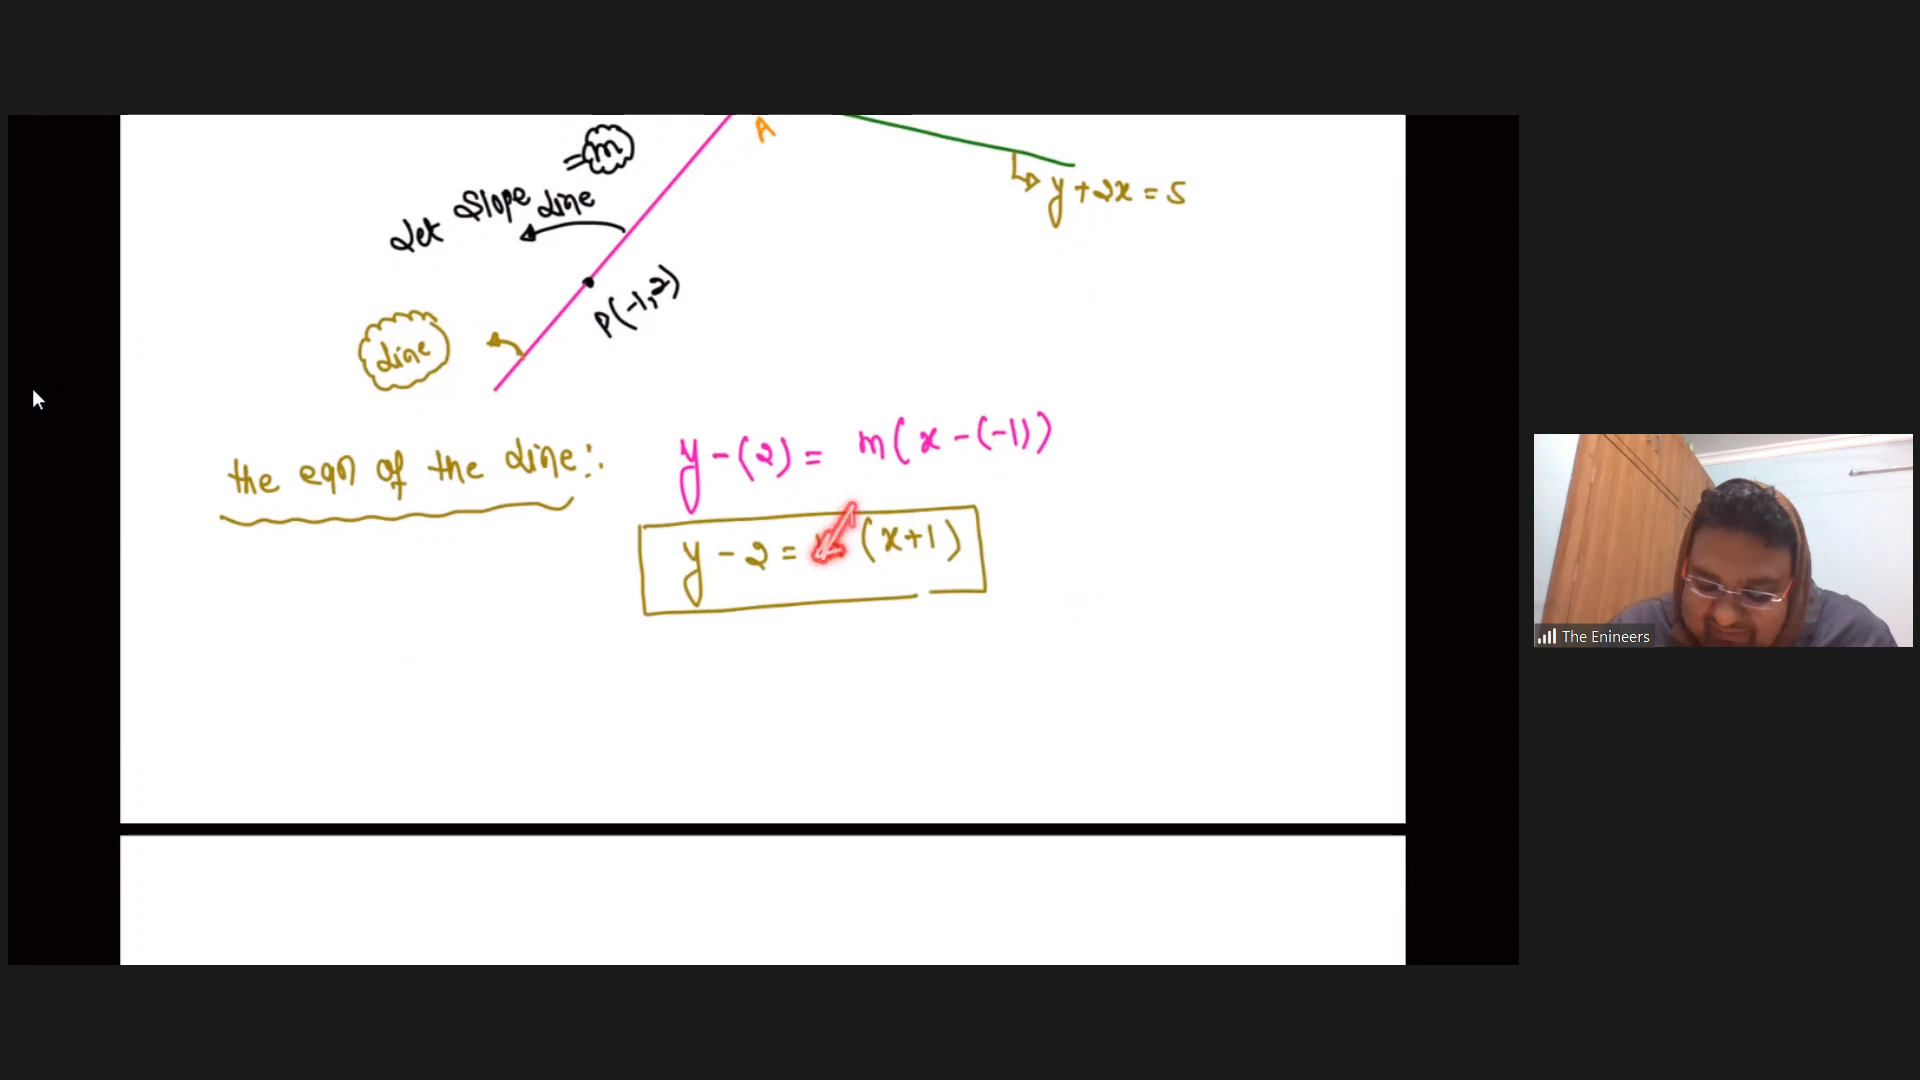 A
=m
Let Slope Line
y+2x=5
P(-1,2)
Line
the eqn of the Line:.
y-(2)= m(x-(-1))
y-2= (x+1)
The Enineers